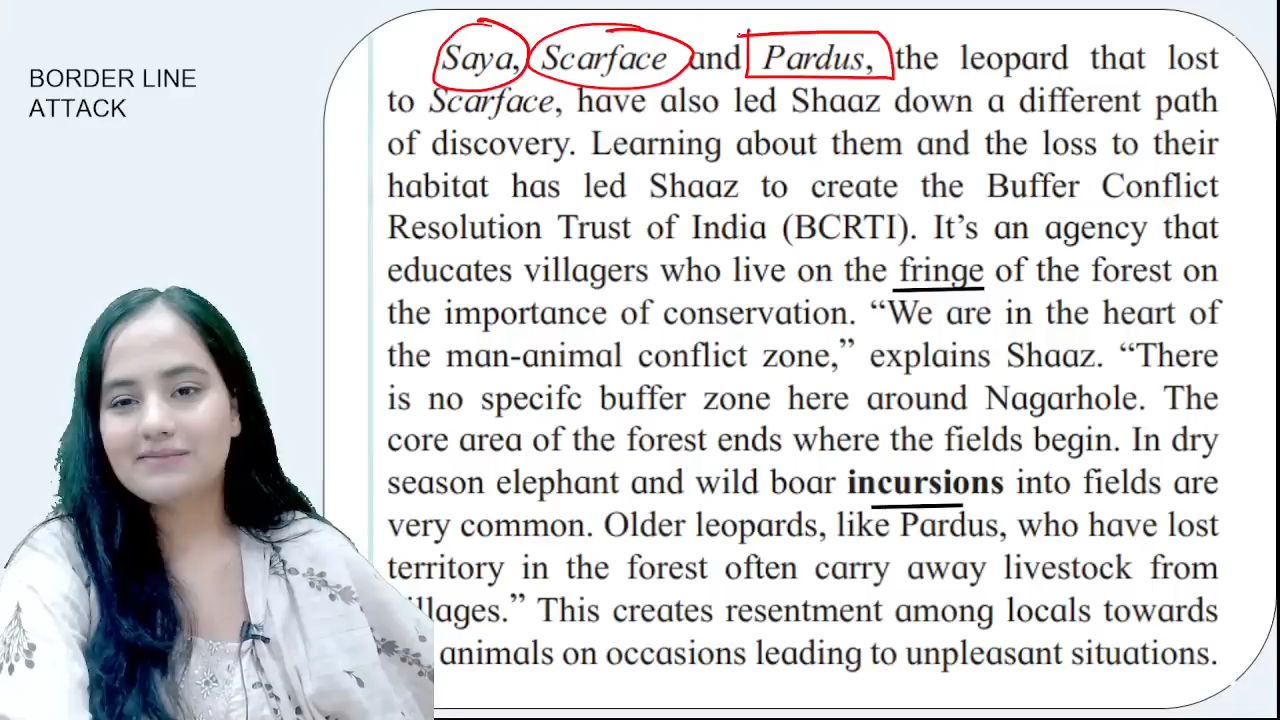 BORDER LINE
ATTACK
Saya, Scarface and Pardus, the leopard that lost
to Scarface, have also led Shaaz down a different path
of discovery. Learning about them and the loss to their
habitat has led Shaaz to create the Buffer Conflict
Resolution Trust of India (BCRTI). It’s an agency that
educates villagers who live on the fringe of the forest on
the importance of conservation. “We are in the heart of
the man-animal conflict zone,” explains Shaaz. “There
is no specifc buffer zone here around Nagarhole. The
core area of the forest ends where the fields begin. In dry
season elephant and wild boar incursions into fields are
very common. Older leopards, like Pardus, who have lost
territory in the forest often carry away livestock from
illages.” This creates resentment among locals towards
animals on occasions leading to unpleasant situations.